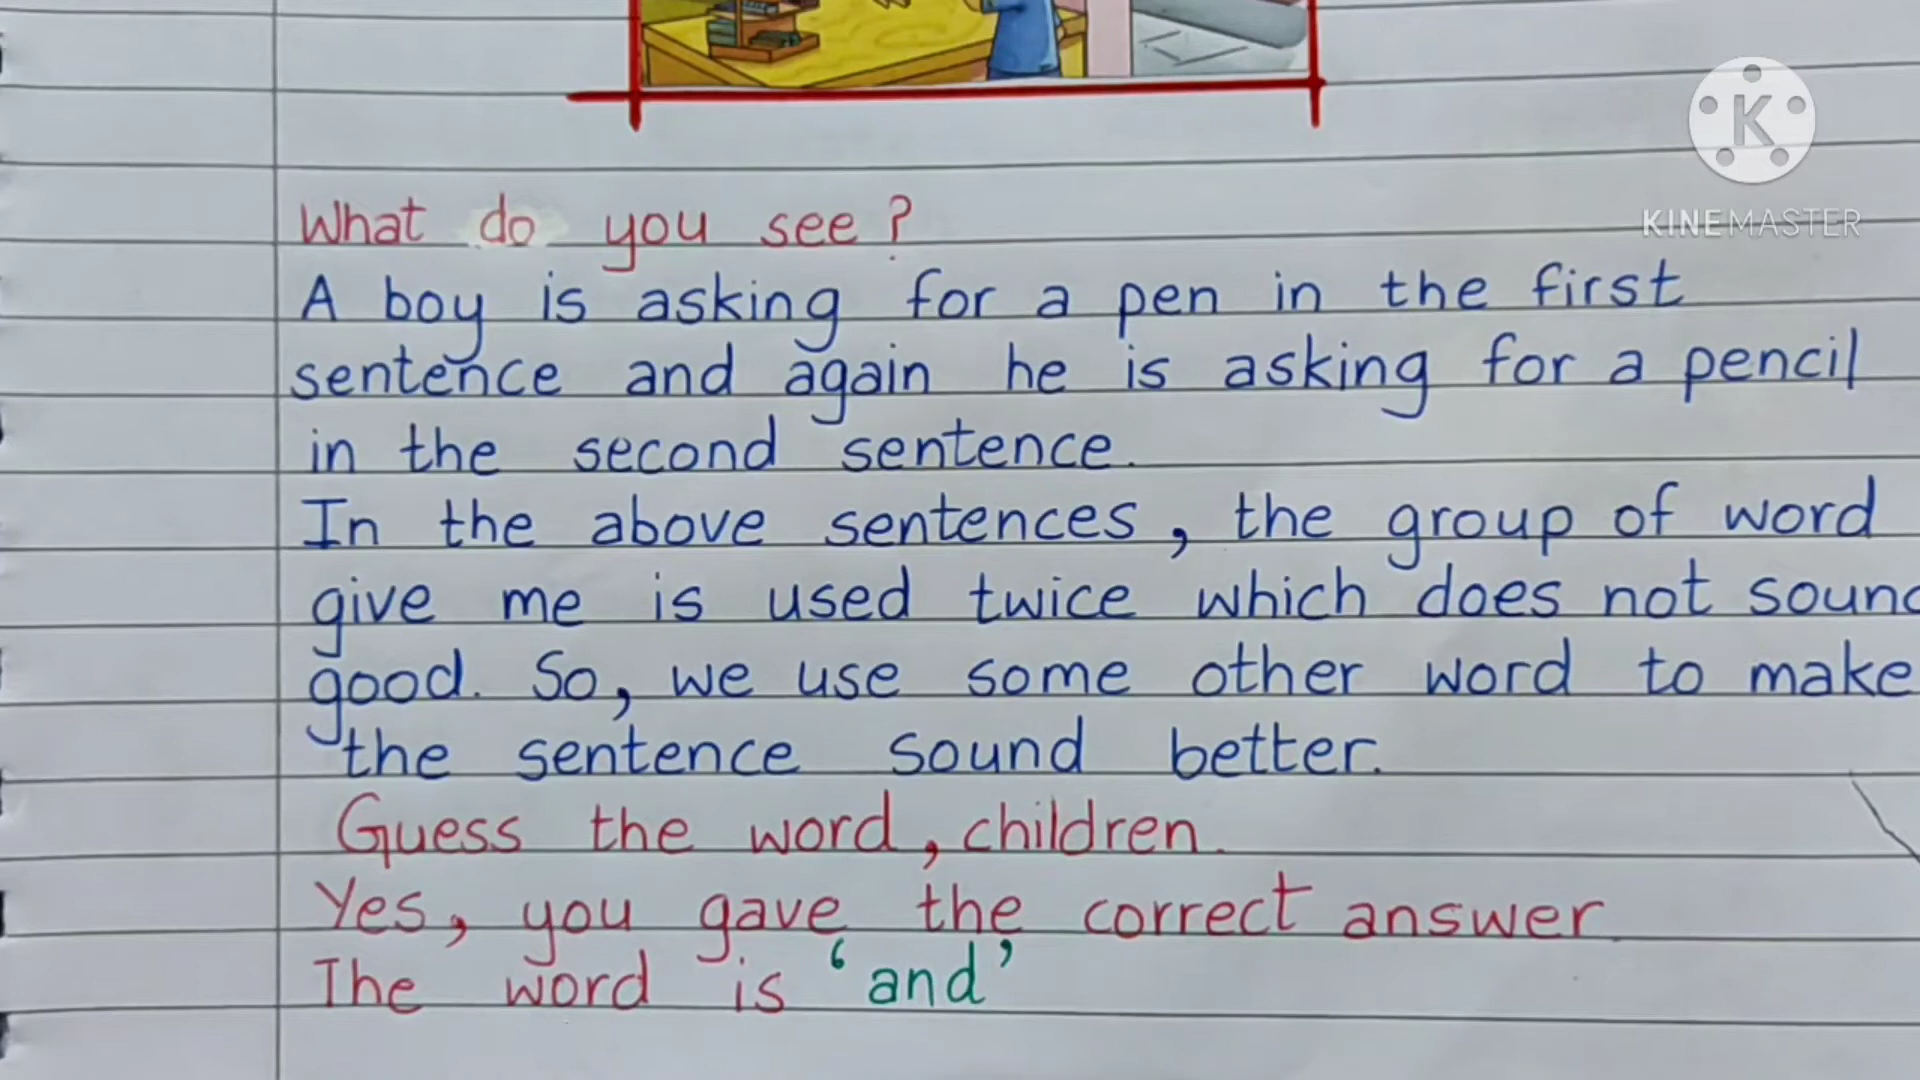 K
KINEMASTER
What do you see?
A boy is asking for a pen in the first
sentence and again he is asking for a pencil
in the second sentence.
In the above sentences, the group of word
give me is used twice which does not sound
good. So, we use some other word to make
the sentence sound better.
Guess the word, children.
Yes, you gave the correct answer.
The word is ‘and’